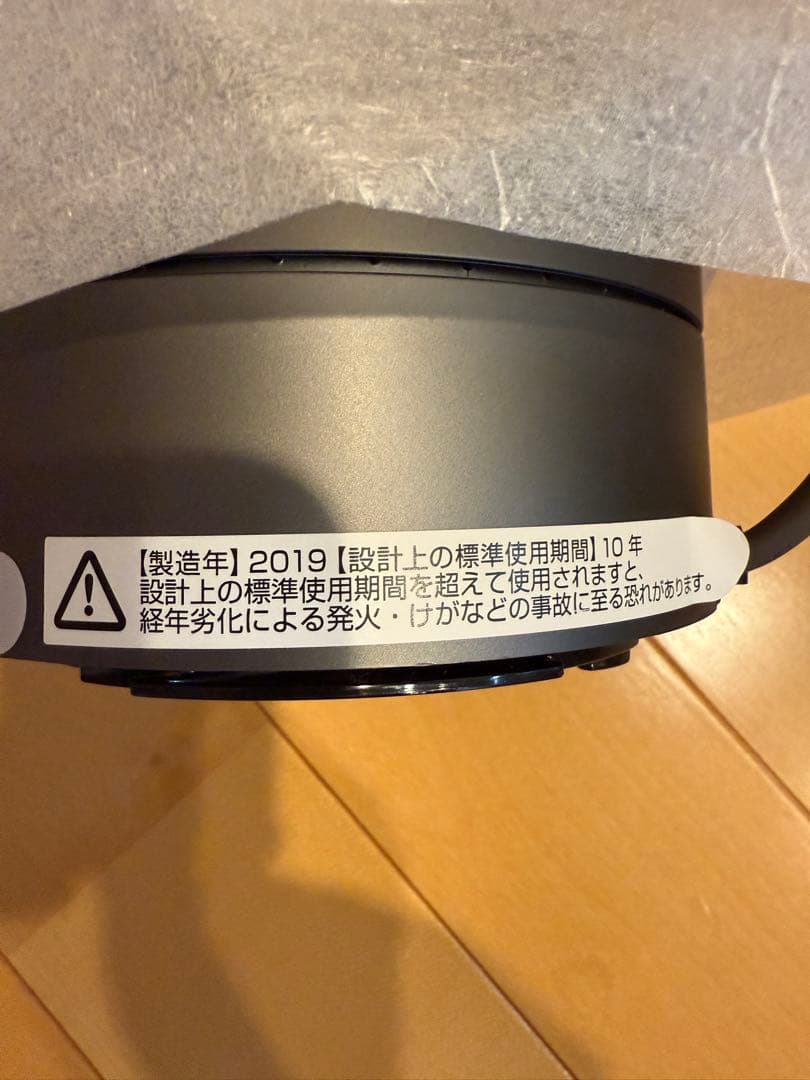 【製造年】2019【設計上の標準使用期間】10年
設計上の標準使用期間を超えて使用されますと、
経年劣化による発火・けがなどの事故に至る恐れがあります。